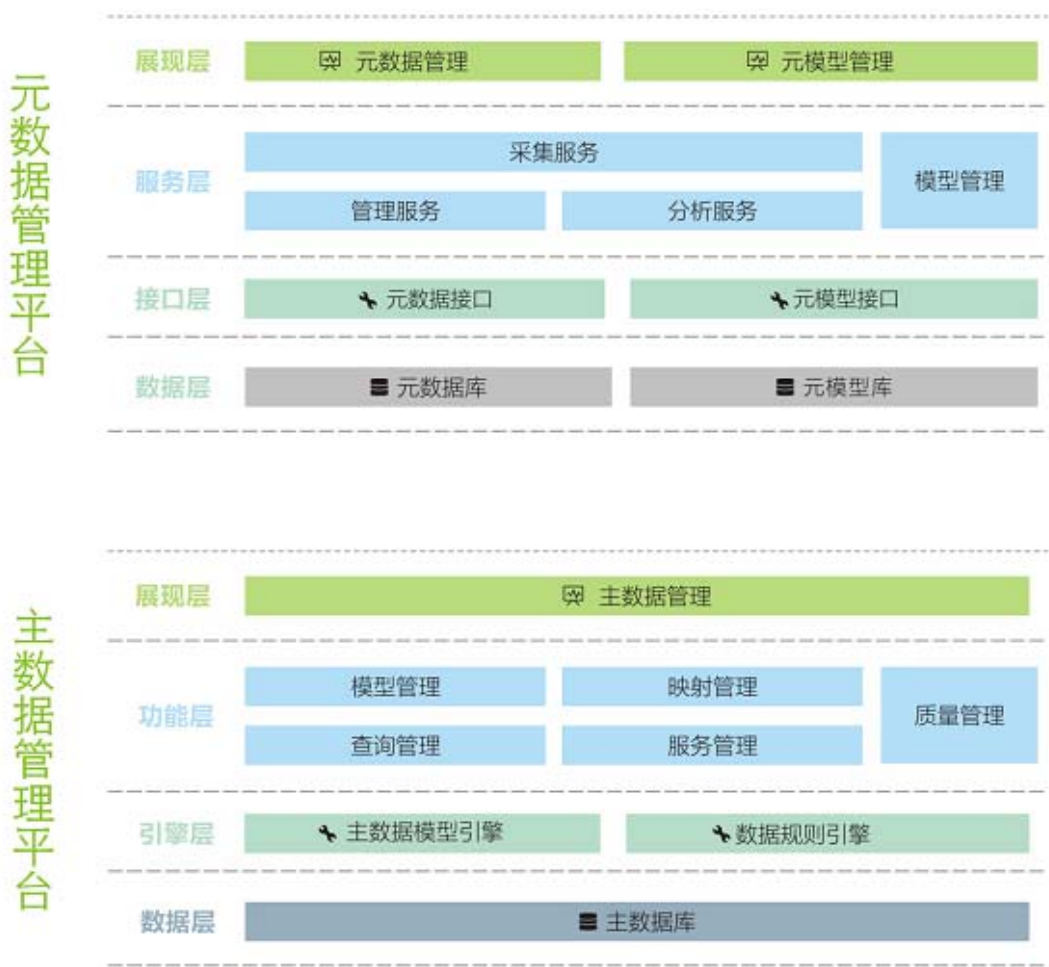 元数据管理平台
展现层 元数据管理 元模型管理
服务层 采集服务 模型管理
管理服务 分析服务
接口层 元数据接口 元模型接口
数据层 元数据库 元模型库
主数据管理平台
展现层 主数据管理
功能层 模型管理 映射管理 质量管理
查询管理 服务管理
引擎层 主数据模型引擎 数据规则引擎
数据层 主数据库